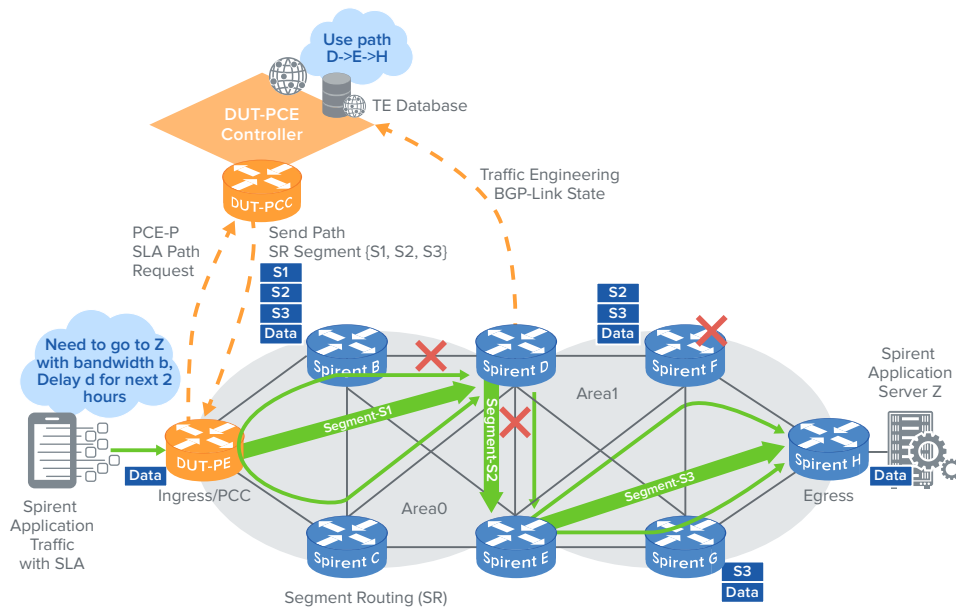 Use path
D->E->H
TE Database
DUT-PCE
Controller
DUT-PCC
Traffic Engineering
BGP-Link State
PCE-P
SLA Path
Request
Send Path
SR Segment {S1, S2, S3}
S1
S2
S3
Data
S2
S3
Data
Need to go to Z
with bandwidth b,
Delay d for next 2
hours
Spirent B
Spirent D
Spirent F
Spirent
Application
Server Z
Area1
Segment-S1
Segment-S2
Segment-S3
DUT-PE
Data
Ingress/PCC
Spirent H
Data
Egress
Spirent
Application
Traffic
with SLA
Area0
Spirent C
Spirent E
Spirent G
S3
Data
Segment Routing (SR)